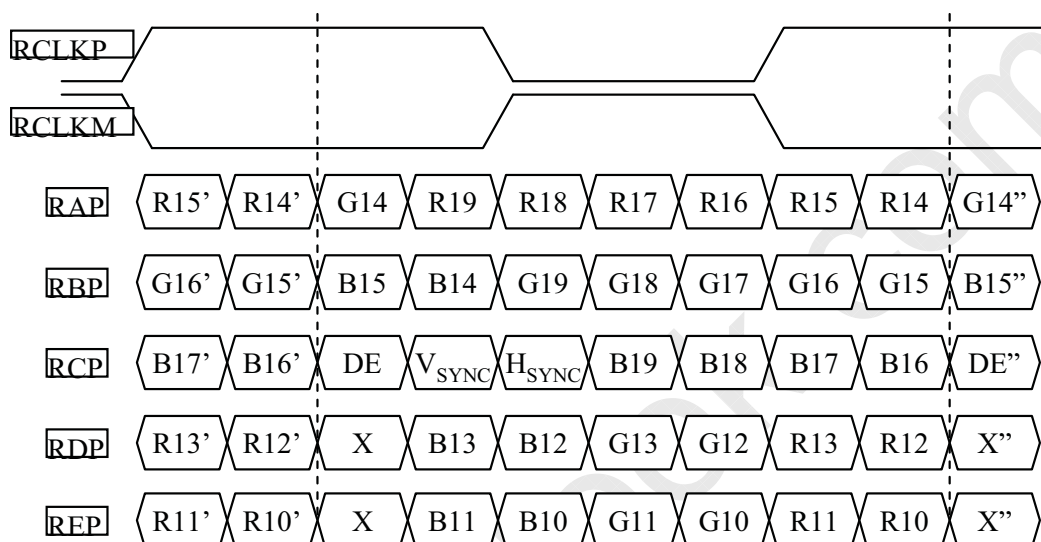 RCLKP
RCLKM
RAP R15’ R14’ G14 R19 R18 R17 R16 R15 R14 G14”
RBP G16’ G15’ B15 B14 G19 G18 G17 G16 G15 B15”
RCP B17’ B16’ DE VSYNC HSYNC B19 B18 B17 B16 DE”
RDP R13’ R12’ X B13 B12 G13 G12 R13 R12 X”
REP R11’ R10’ X B11 B10 G11 G10 R11 R10 X”